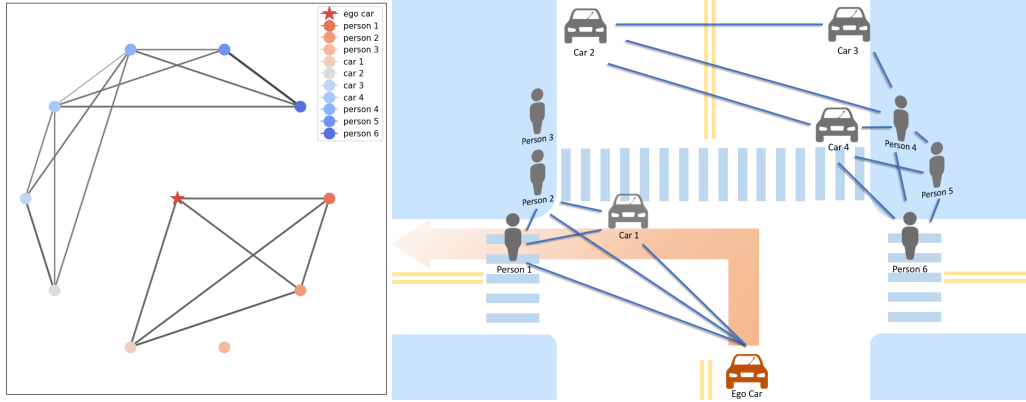 ego car
person 1
person 2
person 3
car 1
car 2
car 3
car 4
person 4
person 5
person 6
Car 2
Car 3
Person 3
Car 4
Person 4
Person 2
Person 5
Car 1
Person 1
Person 6
Ego Car